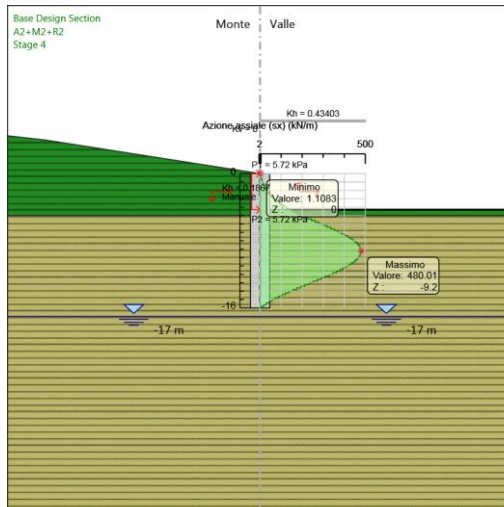 Base Design Section
A2+M2+R2
Stage 4
Monte Valle
Kh = 0.43403
Azione assiale (sx) (kN/m)
2 500
0
P1 = 5.72 kPa
Minimo
Valore: 1.1083
Z : 0
Manuale
P2 = 5.72 kPa
Massimo
Valore: 480.01
Z : -9.2
-16
-17 m -17 m